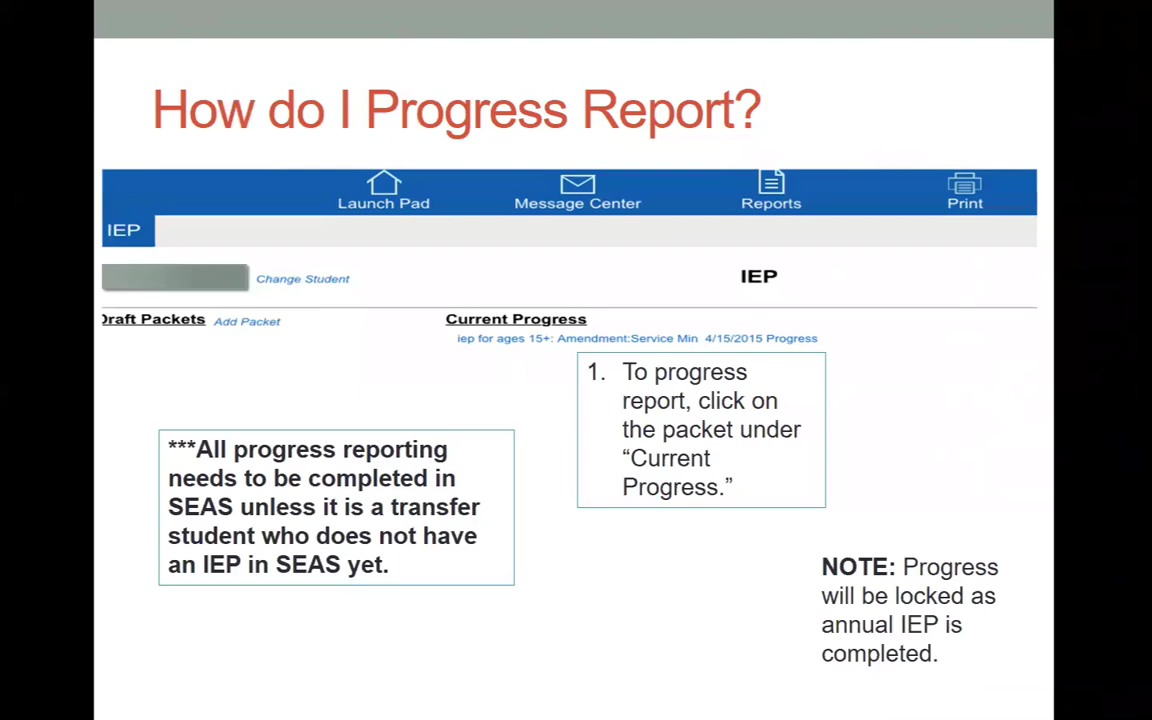 How do I Progress Report?
Launch Pad
Message Center
Reports
Print
IEP
Change Student
IEP
Draft Packets
Add Packet
Current Progress
iep for ages 15+: Amendment:Service Min 4/15/2015 Progress
1. To progress
report, click on
the packet under
“Current
Progress.”
***All progress reporting
needs to be completed in
SEAS unless it is a transfer
student who does not have
an IEP in SEAS yet.
NOTE: Progress
will be locked as
annual IEP is
completed.